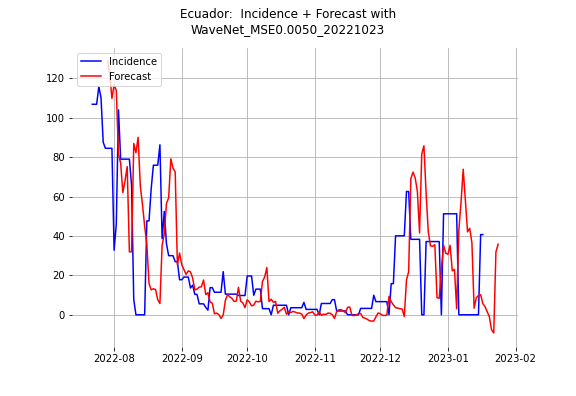 Ecuador: Incidence + Forecast with
WaveNet_MSE0.0050_20221023
Incidence
Forecast
120
100
80
60
40
20
0
2022-08 2022-09 2022-10 2022-11 2022-12 2023-01 2023-02